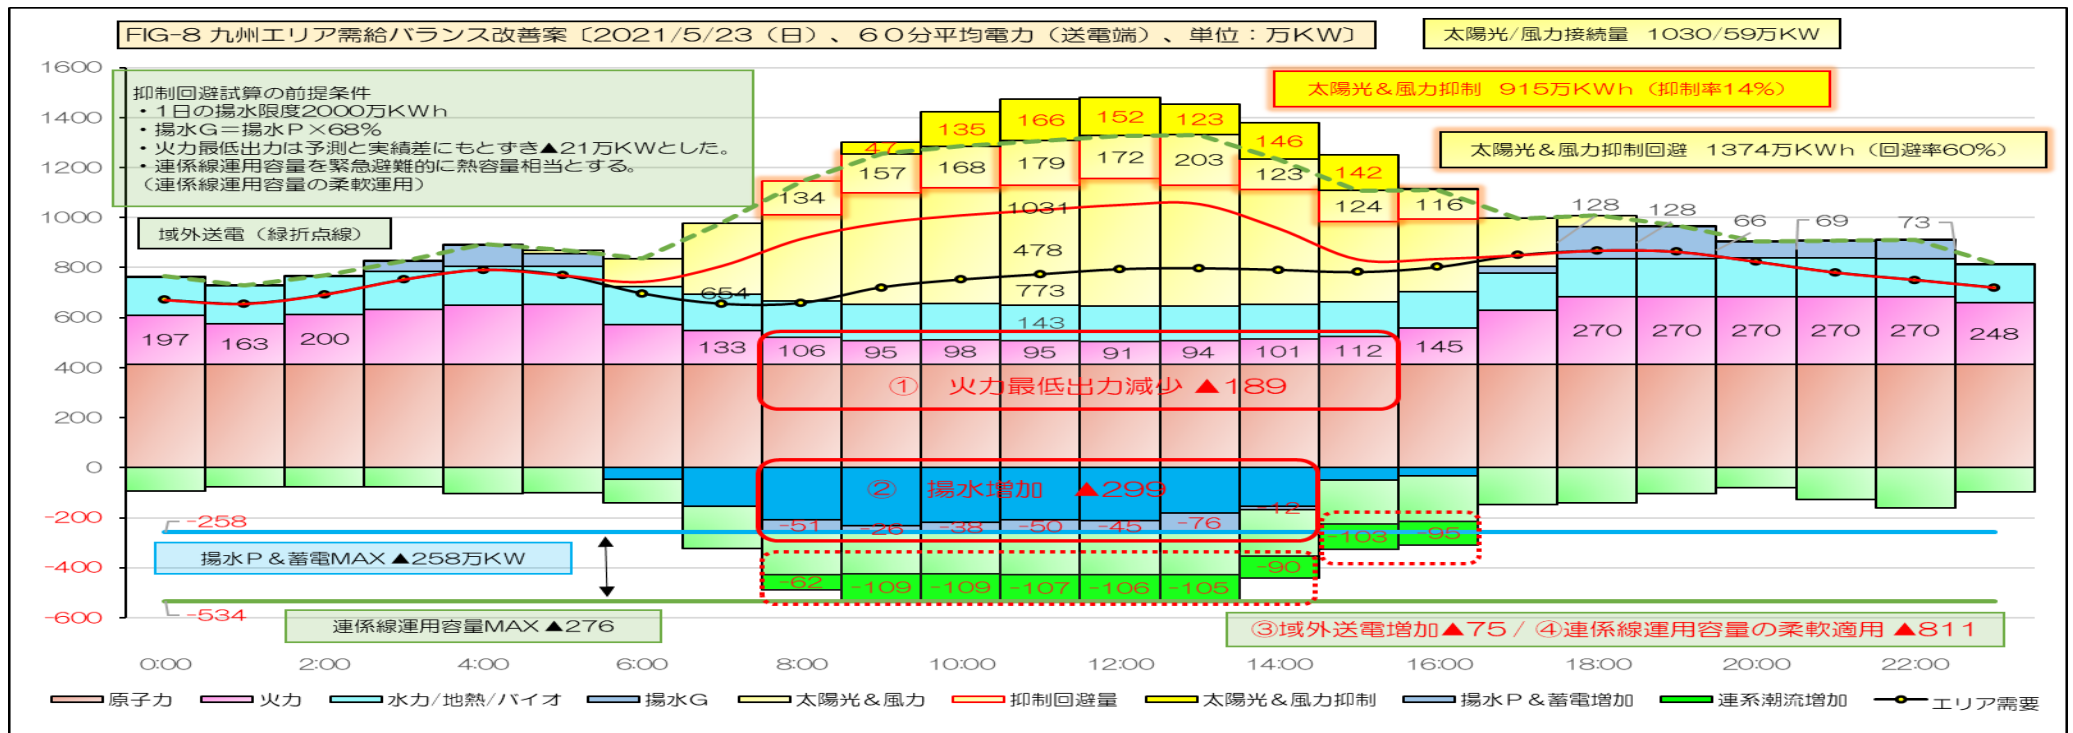 FIG-8 九州エリア需給バランス改善案〔2021/5/23（日）、６０分平均電力（送電端）、単位：万KW〕
太陽光/風力接続量 1030/59万KW
抑制回避試算の前提条件
・１日の揚水限度2000万KWh
・揚水G＝揚水P×68%
・火力最低出力は予測と実績差にもとずき▲21万KWとした。
・連係線運用容量を緊急避難的に熱容量相当とする。
（連係線運用容量の柔軟運用）
太陽光＆風力抑制 915万KWh（抑制率14%）
太陽光＆風力抑制回避 1374万KWh（回避率60%）
域外送電（緑折点線）
1600
1400
1200
1000
800
600
400
200
0
-200
-400
-600
47 135 166 152 123 146 142
134 157 168 179 172 203 123 124 116
128 128 66 69 73
1031
478
654 773
143
197 163 200 133 106 95 98 95 91 94 101 112 145 270 270 270 270 270 248
① 火力最低出力減少 ▲189
② 揚水増加 ▲299
-51 -26 -38 -50 -45 -76 -12
-258
揚水P＆蓄電MAX ▲258万KW
-103 -95
-62 -109 -109 -107 -106 -105 -90
-534
連係線運用容量MAX ▲276
③域外送電増加▲75 / ④連係線運用容量の柔軟適用 ▲811
0:00 2:00 4:00 6:00 8:00 10:00 12:00 14:00 16:00 18:00 20:00 22:00
原子力 火力 水力/地熱/バイオ 揚水G 太陽光＆風力 抑制回避量 太陽光＆風力抑制 揚水P＆蓄電増加 連系潮流増加 エリア需要